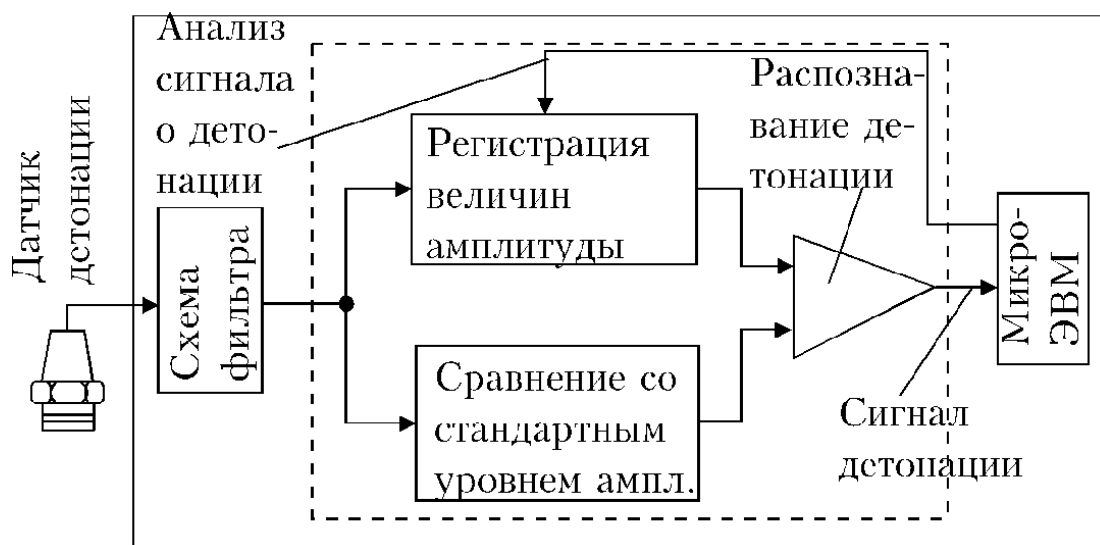 Анализ
сигнала
о дето-
нации
Распозна-
вание де-
тонации
Датчик
детонации
Регистрация
величин
амплитуды
Схема
фильтра
Микро-
ЭВМ
Сравнение со
стандартным
уровнем ампл.
Сигнал
детонации